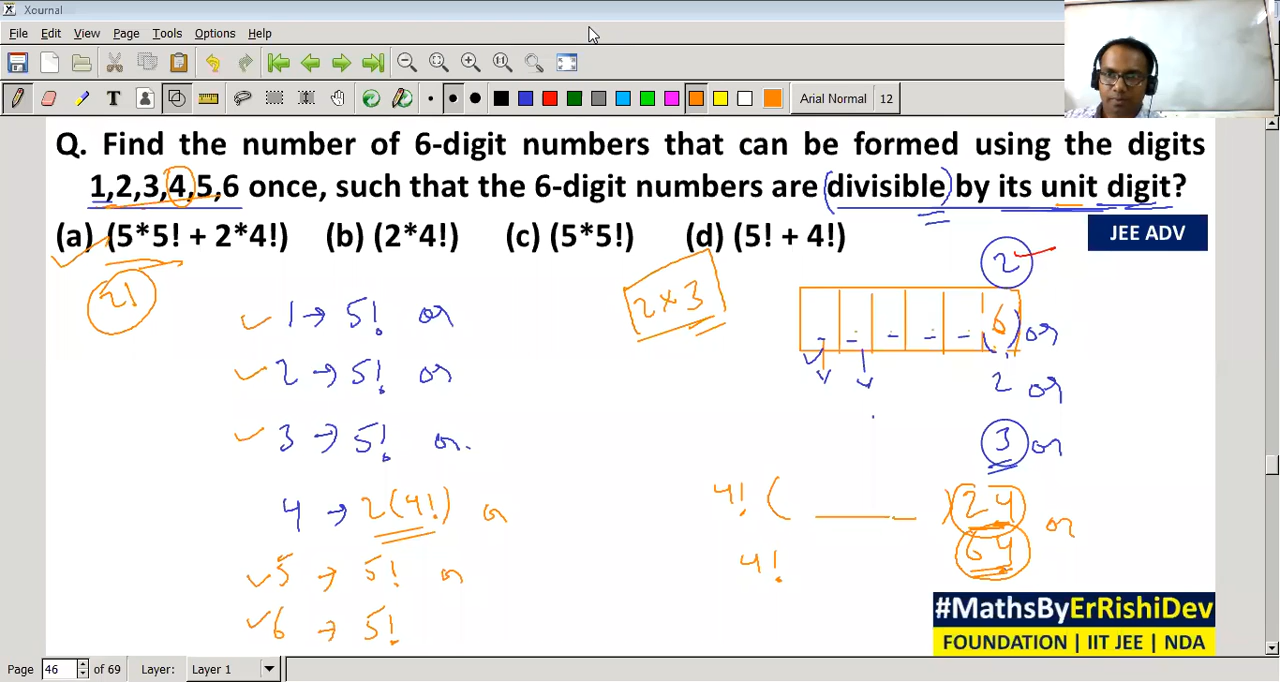 Xournal
File Edit View Page Tools Options Help
Arial Normal 12
Q. Find the number of 6-digit numbers that can be formed using the digits
1,2,3,4,5,6 once, such that the 6-digit numbers are (divisible) by its unit digit?
(a) (5*5! + 2*4!) (b) (2*4!) (c) (5*5!) (d) (5! + 4!)
JEE ADV
2!
1 → 5! or
2 → 5! or
3 → 5! or
4 → 2(4!) or
5 → 5! or
6 → 5!
2 × 3
2
6 or
2 or
3 or
4! ( ) 24 or
4! 64
#MathsByErRishiDev
FOUNDATION | IIT JEE | NDA
Page 46 of 69 Layer: Layer 1